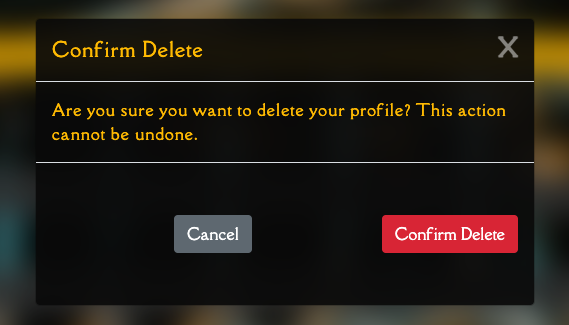 Confirm Delete
X
Are you sure you want to delete your profile? This action
cannot be undone.
Cancel
Confirm Delete